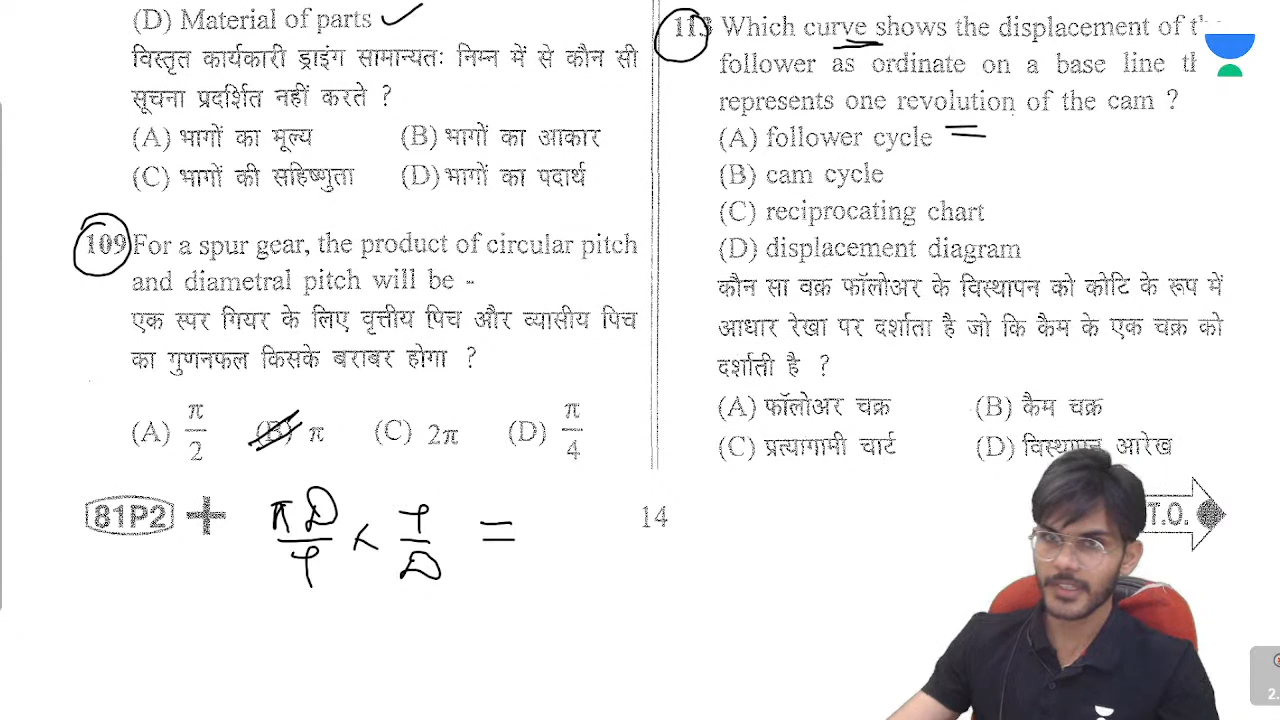 (D) Material of parts
विस्तृत कार्यकारी ड्राइंग सामान्यतः निम्न में से कौन सी
सूचना प्रदर्शित नहीं करते ?
(A) भागों का मूल्य (B) भागों का आकार
(C) भागों की सहिष्णुता (D) भागों का पदार्थ
109 For a spur gear, the product of circular pitch
and diametral pitch will be -
एक स्पर गियर के लिए वृत्तीय पिच और व्यासीय पिच
का गुणनफल किसके बराबर होगा ?
(A) π/2 (B) π (C) 2π (D) π/4
81P2
πD/T × T/D =
14
113 Which curve shows the displacement of
follower as ordinate on a base line
represents one revolution of the cam ?
(A) follower cycle
(B) cam cycle
(C) reciprocating chart
(D) displacement diagram
कौन सा वक्र फॉलोअर के विस्थापन को कोटि के रूप में
आधार रेखा पर दर्शाता है जो कि कैम के एक चक्र को
दर्शाती है ?
(A) फॉलोअर चक्र (B) कैम चक्र
(C) प्रत्यागामी चार्ट (D) विस्थापन आरेख
T.O.